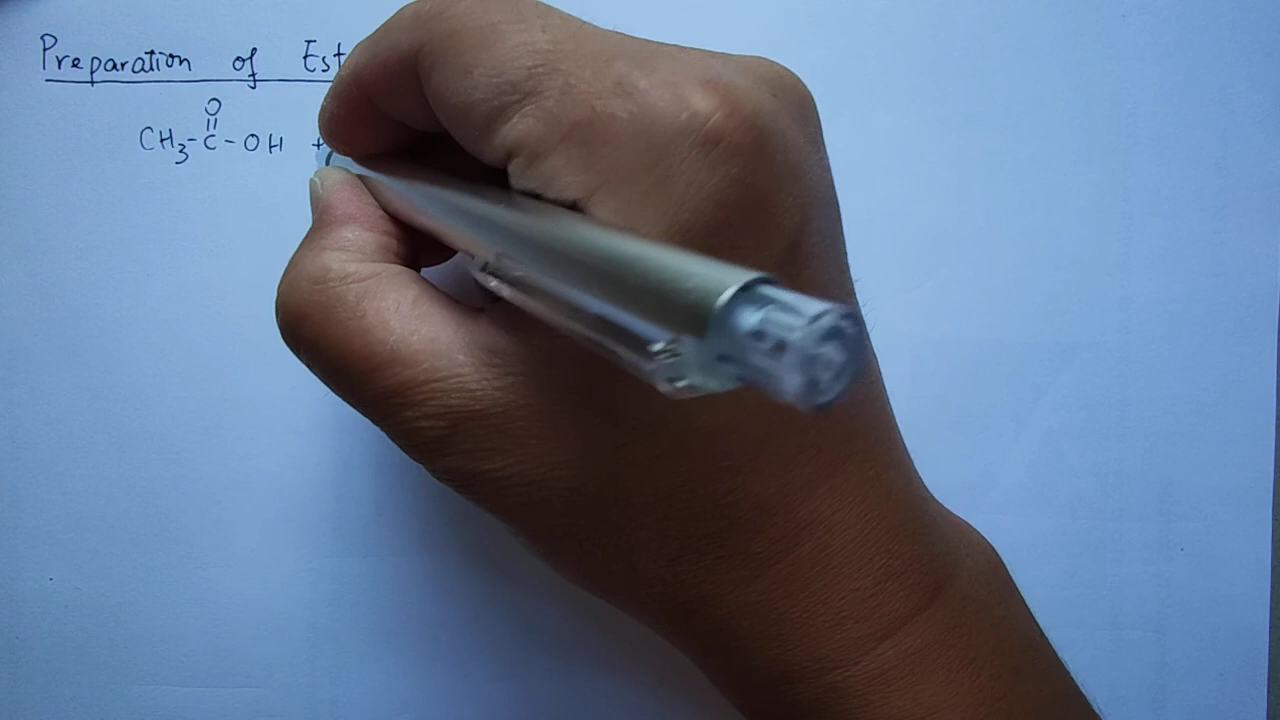 Preparation of Est
O
CH3-C-OH +